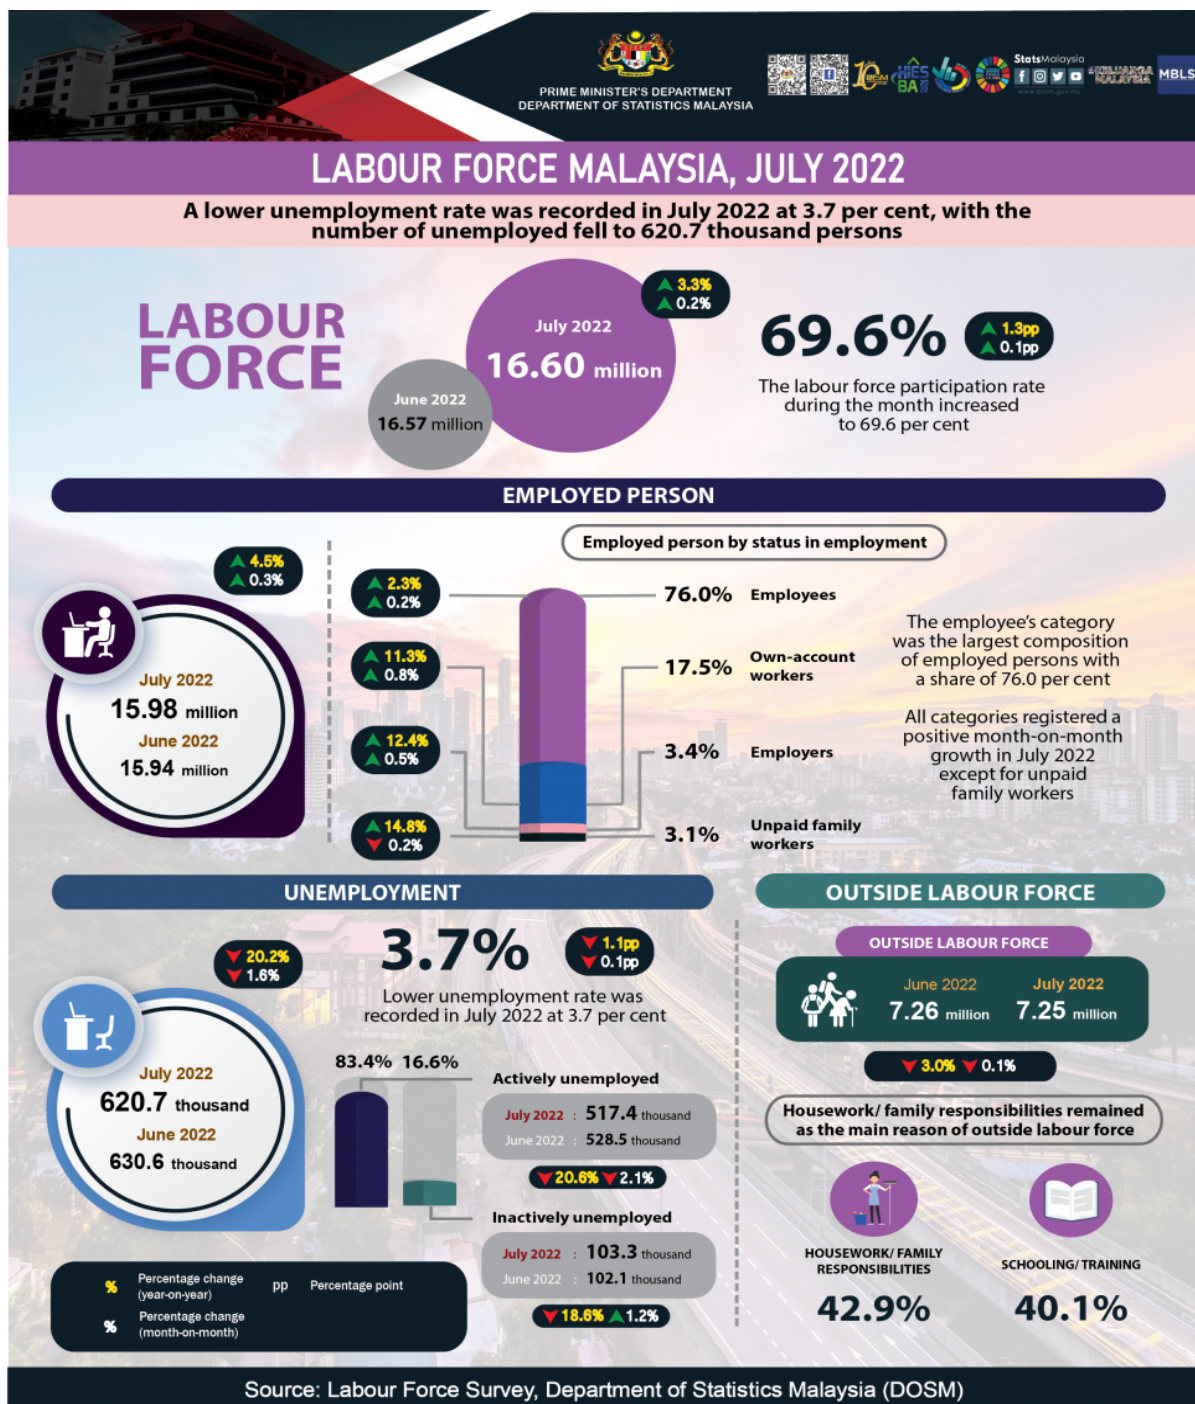 PRIME MINISTER'S DEPARTMENT
DEPARTMENT OF STATISTICS MALAYSIA
StatsMalaysia
www.dosm.gov.my
KELUARGA
MALAYSIA
MBLS
LABOUR FORCE MALAYSIA, JULY 2022
A lower unemployment rate was recorded in July 2022 at 3.7 per cent, with the
number of unemployed fell to 620.7 thousand persons
LABOUR
FORCE
July 2022
16.60 million
3.3%
0.2%
June 2022
16.57 million
69.6%
1.3pp
0.1pp
The labour force participation rate
during the month increased
to 69.6 per cent
EMPLOYED PERSON
4.5%
0.3%
July 2022
15.98 million
June 2022
15.94 million
Employed person by status in employment
2.3%
0.2%
76.0% Employees
11.3%
0.8%
17.5% Own-account
workers
12.4%
0.5%
3.4% Employers
14.8%
0.2%
3.1% Unpaid family
workers
The employee's category
was the largest composition
of employed persons with
a share of 76.0 per cent
All categories registered a
positive month-on-month
growth in July 2022
except for unpaid
family workers
UNEMPLOYMENT
20.2%
1.6%
July 2022
620.7 thousand
June 2022
630.6 thousand
3.7%
1.1pp
0.1pp
Lower unemployment rate was
recorded in July 2022 at 3.7 per cent
83.4% 16.6%
Actively unemployed
July 2022 : 517.4 thousand
June 2022 : 528.5 thousand
20.6% 2.1%
Inactively unemployed
July 2022 : 103.3 thousand
June 2022 : 102.1 thousand
18.6% 1.2%
% Percentage change
(year-on-year)
pp Percentage point
% Percentage change
(month-on-month)
OUTSIDE LABOUR FORCE
OUTSIDE LABOUR FORCE
June 2022 July 2022
7.26 million 7.25 million
3.0% 0.1%
Housework/ family responsibilities remained
as the main reason of outside labour force
HOUSEWORK/ FAMILY
RESPONSIBILITIES
42.9%
SCHOOLING/ TRAINING
40.1%
Source: Labour Force Survey, Department of Statistics Malaysia (DOSM)